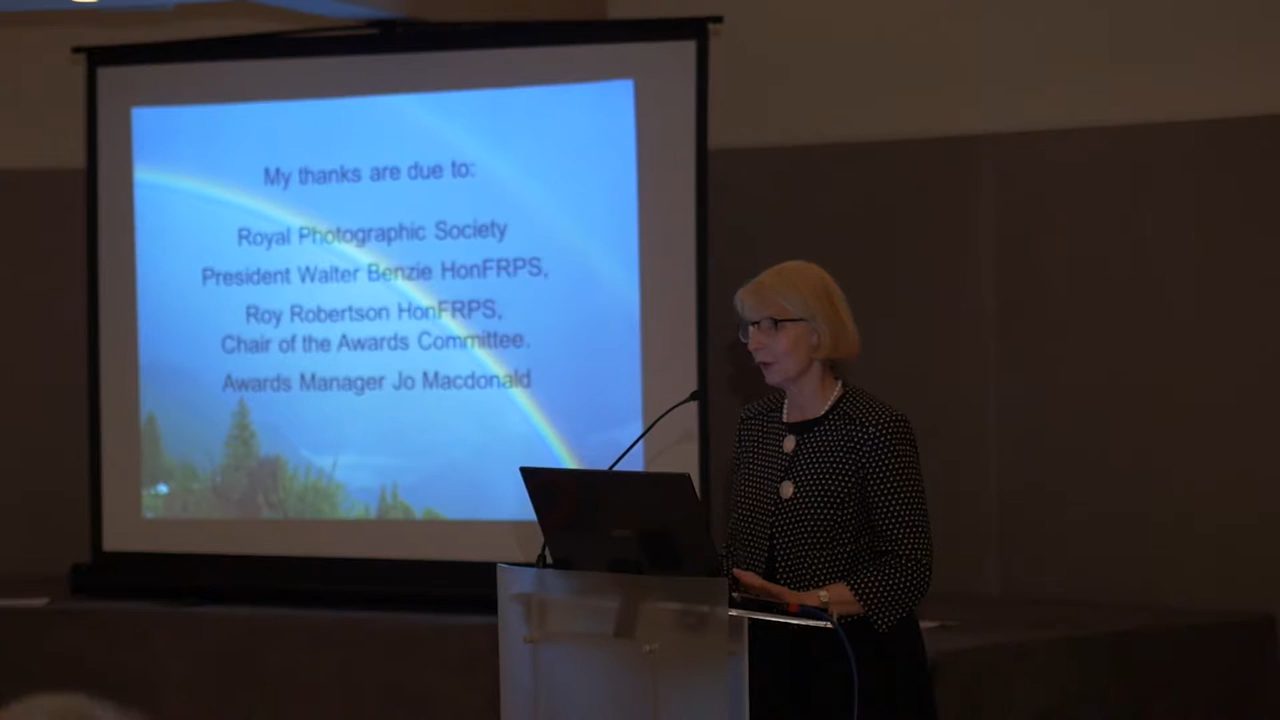 My thanks are due to:
Royal Photographic Society
President Walter Benzie HonFRPS,
Roy Robertson HonFRPS,
Chair of the Awards Committee.
Awards Manager Jo Macdonald